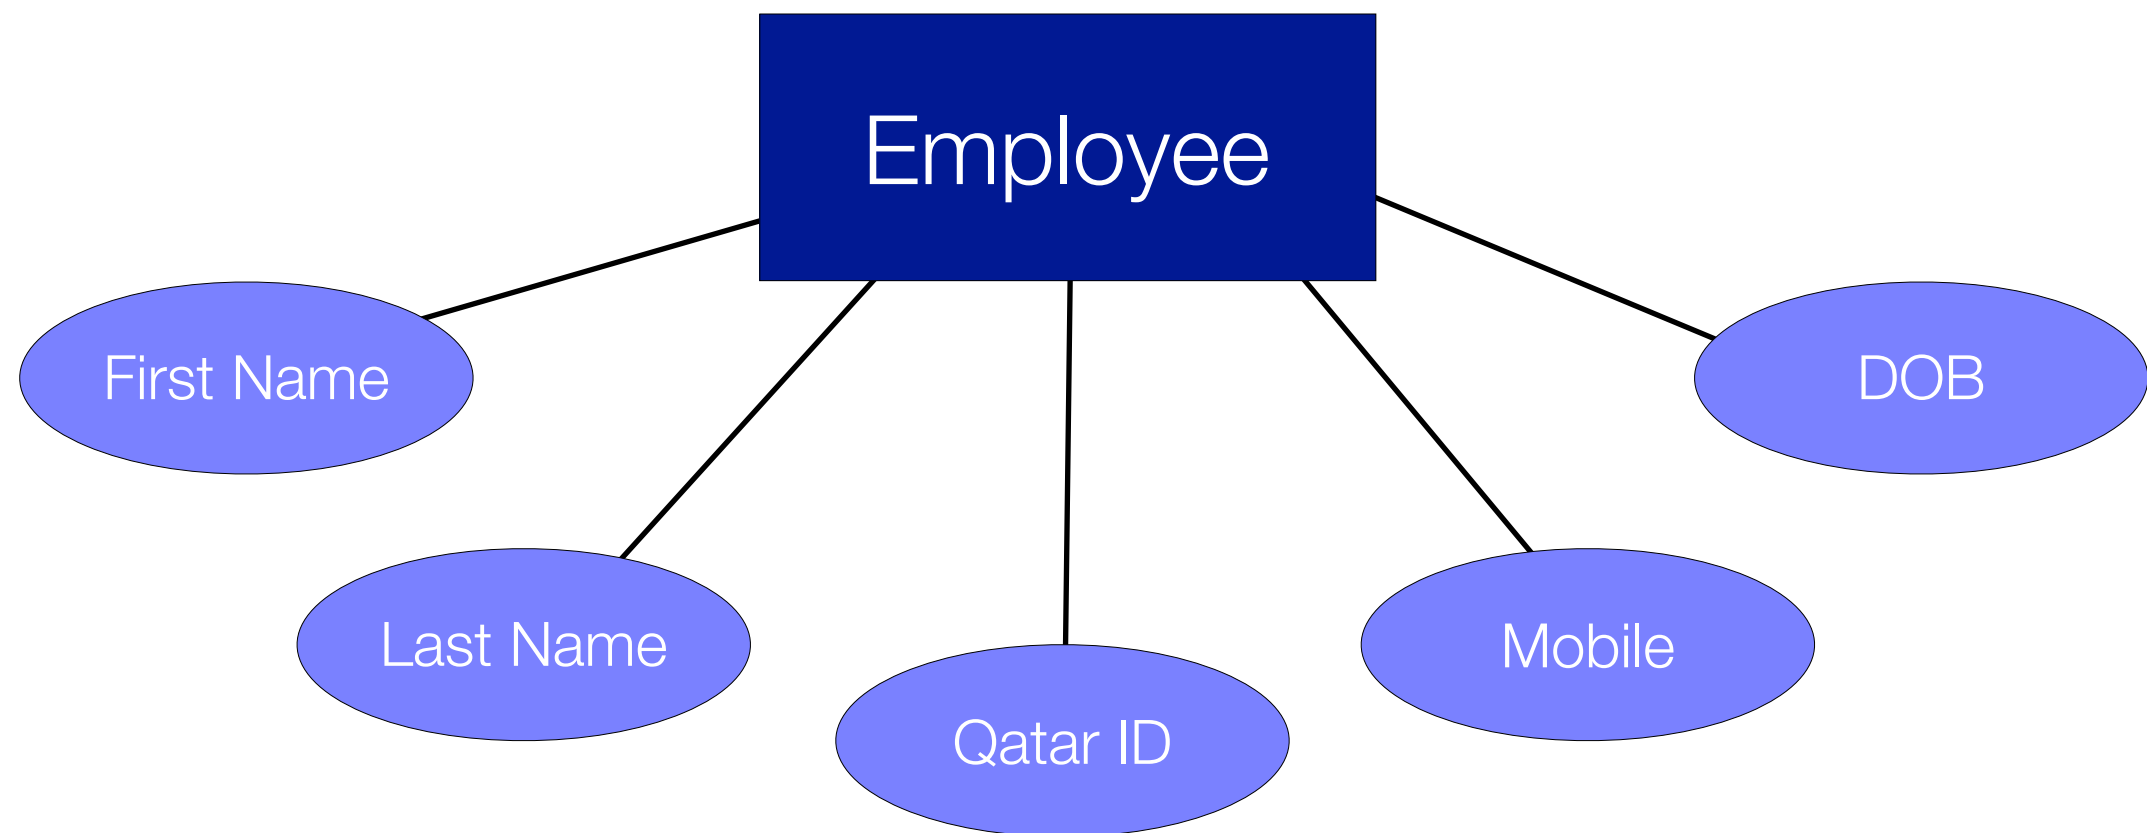 Employee
First Name
DOB
Last Name
Mobile
Qatar ID